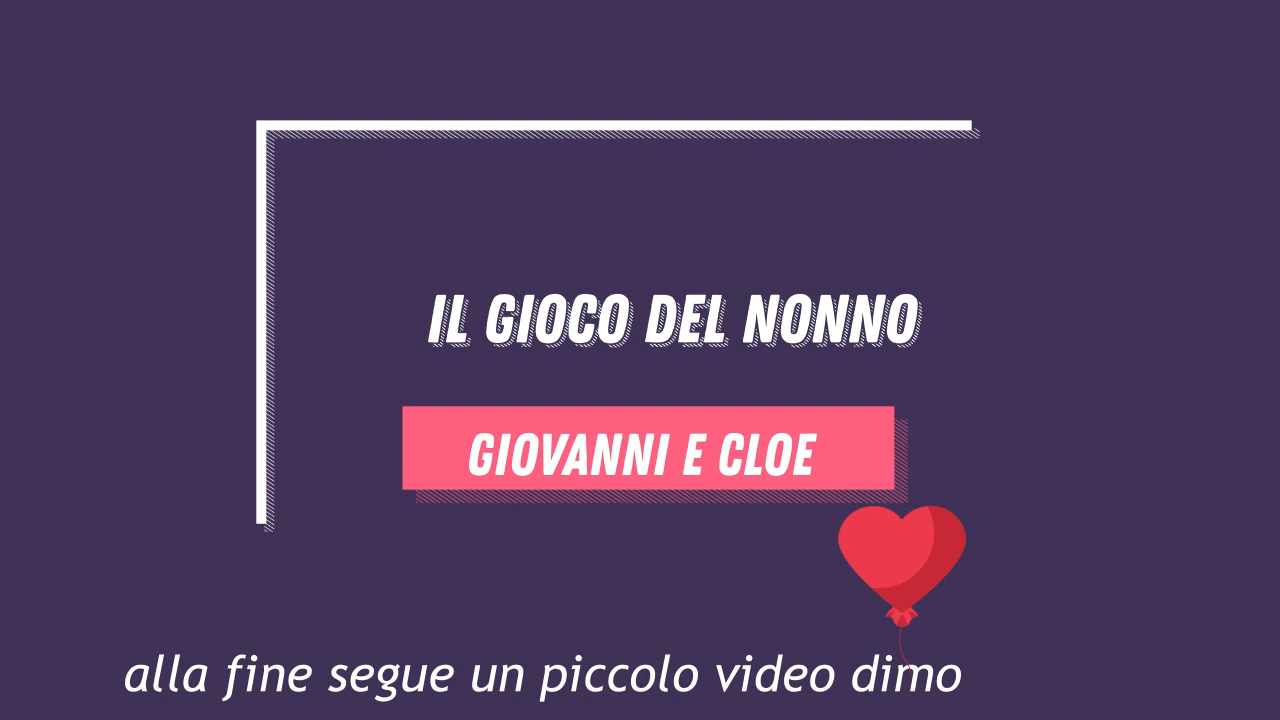 IL GIOCO DEL NONNO
GIOVANNI E CLOE
alla fine segue un piccolo video dimo